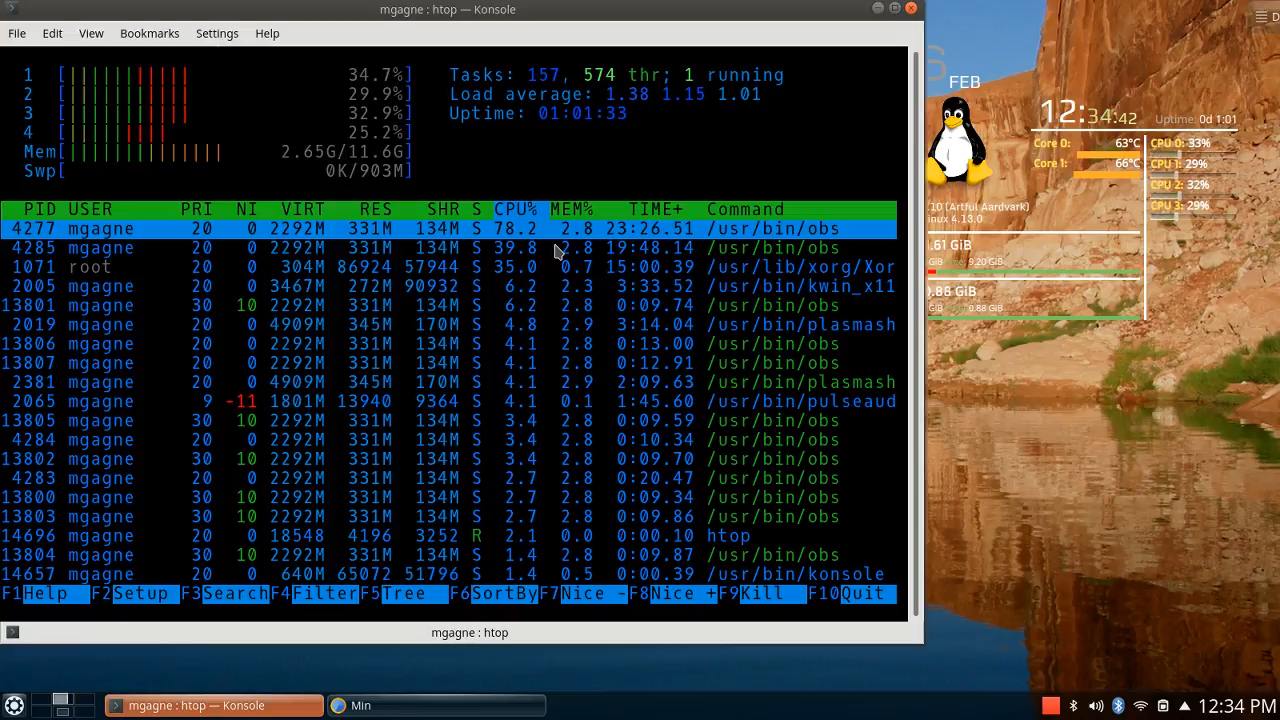 mgagne : htop — Konsole
File Edit View Bookmarks Settings Help
1 [|||||||||||| 34.7%] Tasks: 157, 574 thr; 1 running
2 [|||||||||||| 29.9%] Load average: 1.38 1.15 1.01
3 [|||||||||||| 32.9%] Uptime: 01:01:33
4 [|||||||||| 25.2%]
Mem[|||||||||||||||| 2.65G/11.6G]
Swp[ 0K/903M]
PID USER PRI NI VIRT RES SHR S CPU% MEM% TIME+ Command
4277 mgagne 20 0 2292M 331M 134M S 78.2 2.8 23:26.51 /usr/bin/obs
4285 mgagne 20 0 2292M 331M 134M S 39.8 2.8 19:48.14 /usr/bin/obs
1071 root 20 0 304M 86924 57944 S 35.0 0.7 15:00.39 /usr/lib/xorg/Xor
2005 mgagne 20 0 3467M 272M 90932 S 6.2 2.3 3:33.52 /usr/bin/kwin_x11
13801 mgagne 30 10 2292M 331M 134M S 6.2 2.8 0:09.74 /usr/bin/obs
2019 mgagne 20 0 4909M 345M 170M S 4.8 2.9 3:14.04 /usr/bin/plasmash
13806 mgagne 20 0 2292M 331M 134M S 4.1 2.8 0:13.00 /usr/bin/obs
13807 mgagne 20 0 2292M 331M 134M S 4.1 2.8 0:12.91 /usr/bin/obs
2381 mgagne 20 0 4909M 345M 170M S 4.1 2.9 2:09.63 /usr/bin/plasmash
2065 mgagne 9 -11 1801M 13940 9364 S 4.1 0.1 1:45.60 /usr/bin/pulseaud
13805 mgagne 30 10 2292M 331M 134M S 3.4 2.8 0:09.59 /usr/bin/obs
4284 mgagne 20 0 2292M 331M 134M S 3.4 2.8 0:10.34 /usr/bin/obs
13802 mgagne 30 10 2292M 331M 134M S 3.4 2.8 0:09.70 /usr/bin/obs
4283 mgagne 20 0 2292M 331M 134M S 2.7 2.8 0:20.47 /usr/bin/obs
13800 mgagne 30 10 2292M 331M 134M S 2.7 2.8 0:09.34 /usr/bin/obs
13803 mgagne 30 10 2292M 331M 134M S 2.7 2.8 0:09.86 /usr/bin/obs
14696 mgagne 20 0 18548 4196 3252 R 2.1 0.0 0:00.10 htop
13804 mgagne 30 10 2292M 331M 134M S 1.4 2.8 0:09.87 /usr/bin/obs
14657 mgagne 20 0 640M 65072 51796 S 1.4 0.5 0:00.39 /usr/bin/konsole
F1Help F2Setup F3Search F4Filter F5Tree F6SortBy F7Nice - F8Nice + F9Kill F10Quit
mgagne : htop
D
S
FEB
12:34:42 Uptime: 0d 1:01
Core 0: 63°C CPU 0: 33%
Core 1: 66°C CPU 1: 29%
CPU 2: 32%
CPU 3: 29%
10 (Artful Aardvark)
inux 4.13.0
.61 GiB
GiB 9.20 GiB
0.88 GiB
GiB 0.88 GiB
mgagne : htop — Konsole Min 12:34 PM